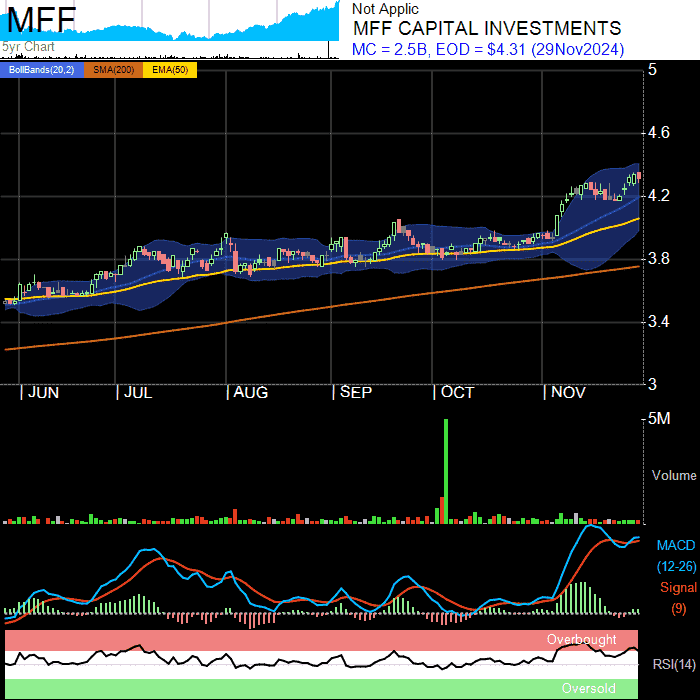 MFF
5yr Chart
Not Applic
MFF CAPITAL INVESTMENTS
MC = 2.5B, EOD = $4.31 (29Nov2024)
BollBands(20,2) SMA(200) EMA(50)
5
4.6
4.2
3.8
3.4
3
JUN JUL AUG SEP OCT NOV
5M
Volume
MACD
(12-26)
Signal
(9)
Overbought
RSI(14)
Oversold